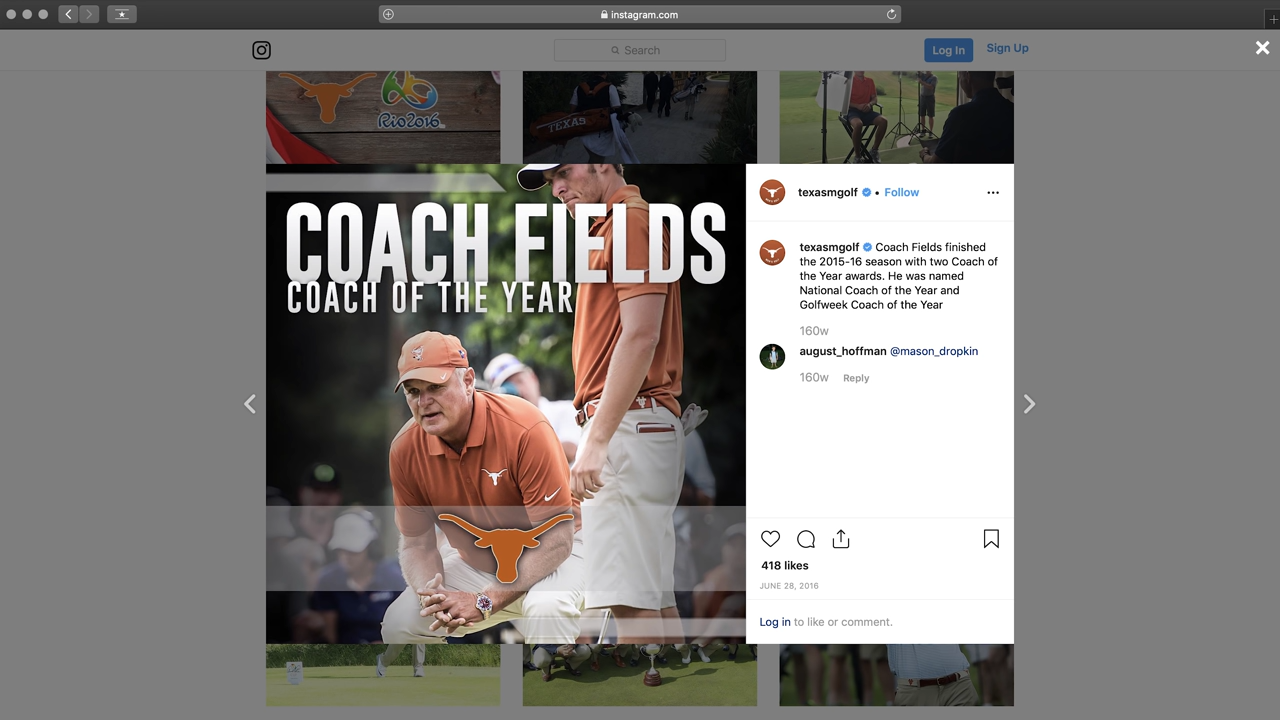 instagram.com
Search
Log In
Sign Up
Rio2016
TEXAS
COACH FIELDS
COACH OF THE YEAR
texasmgolf • Follow
texasmgolf Coach Fields finished
the 2015-16 season with two Coach of
the Year awards. He was named
National Coach of the Year and
Golfweek Coach of the Year
160w
august_hoffman @mason_dropkin
160w Reply
418 likes
JUNE 28, 2016
Log in to like or comment.